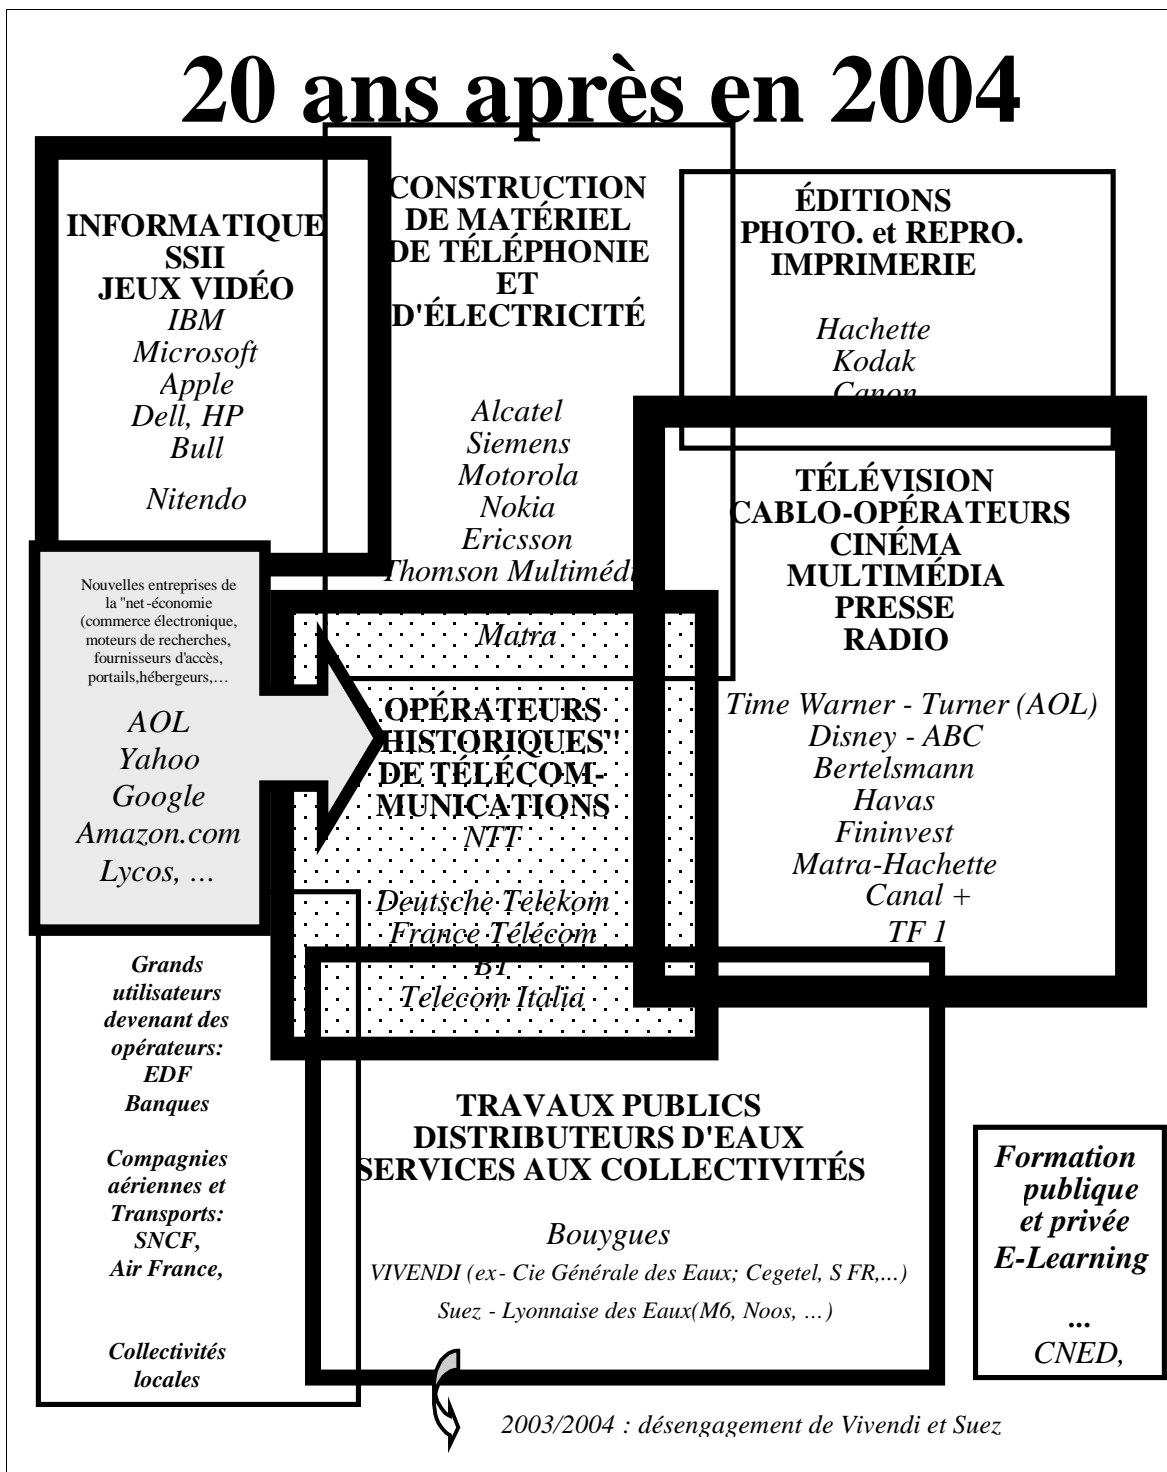 20 ans après en 2004
INFORMATIQUE
SSII
JEUX VIDÉO
IBM
Microsoft
Apple
Dell, HP
Bull
Nitendo
CONSTRUCTION
DE MATÉRIEL
DE TÉLÉPHONIE
ET
D'ÉLECTRICITÉ
Alcatel
Siemens
Motorola
Nokia
Ericsson
Thomson Multimédi
Matra
ÉDITIONS
PHOTO. et REPRO.
IMPRIMERIE
Hachette
Kodak
Canon
TÉLÉVISION
CABLO-OPÉRATEURS
CINÉMA
MULTIMÉDIA
PRESSE
RADIO
Time Warner - Turner (AOL)
Disney - ABC
Bertelsmann
Havas
Fininvest
Matra-Hachette
Canal +
TF 1
Nouvelles entreprises de
la "net-économie
(commerce électronique,
moteurs de recherches,
fournisseurs d'accès,
portails,hébergeurs,…
AOL
Yahoo
Google
Amazon.com
Lycos, …
OPÉRATEURS
HISTORIQUES"
DE TÉLÉCOM-
MUNICATIONS
NTT
Deutsche Telekom
France Télécom
BT
Telecom Italia
Grands
utilisateurs
devenant des
opérateurs:
EDF
Banques
Compagnies
aériennes et
Transports:
SNCF,
Air France,
Collectivités
locales
TRAVAUX PUBLICS
DISTRIBUTEURS D'EAUX
SERVICES AUX COLLECTIVITÉS
Bouygues
VIVENDI (ex- Cie Générale des Eaux; Cegetel, S FR,...)
Suez - Lyonnaise des Eaux(M6, Noos, …)
Formation
publique
et privée
E-Learning
...
CNED,
2003/2004 : désengagement de Vivendi et Suez